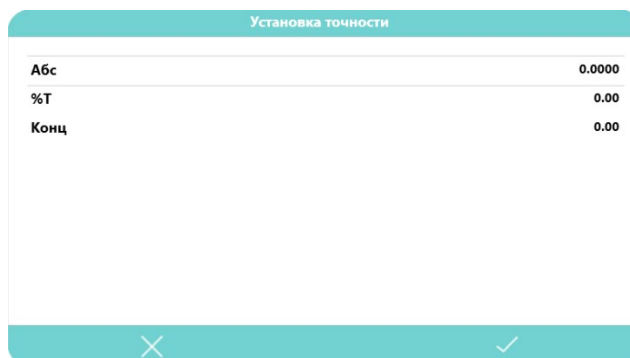 Установка точности
Абс 0.0000
%T 0.00
Конц 0.00